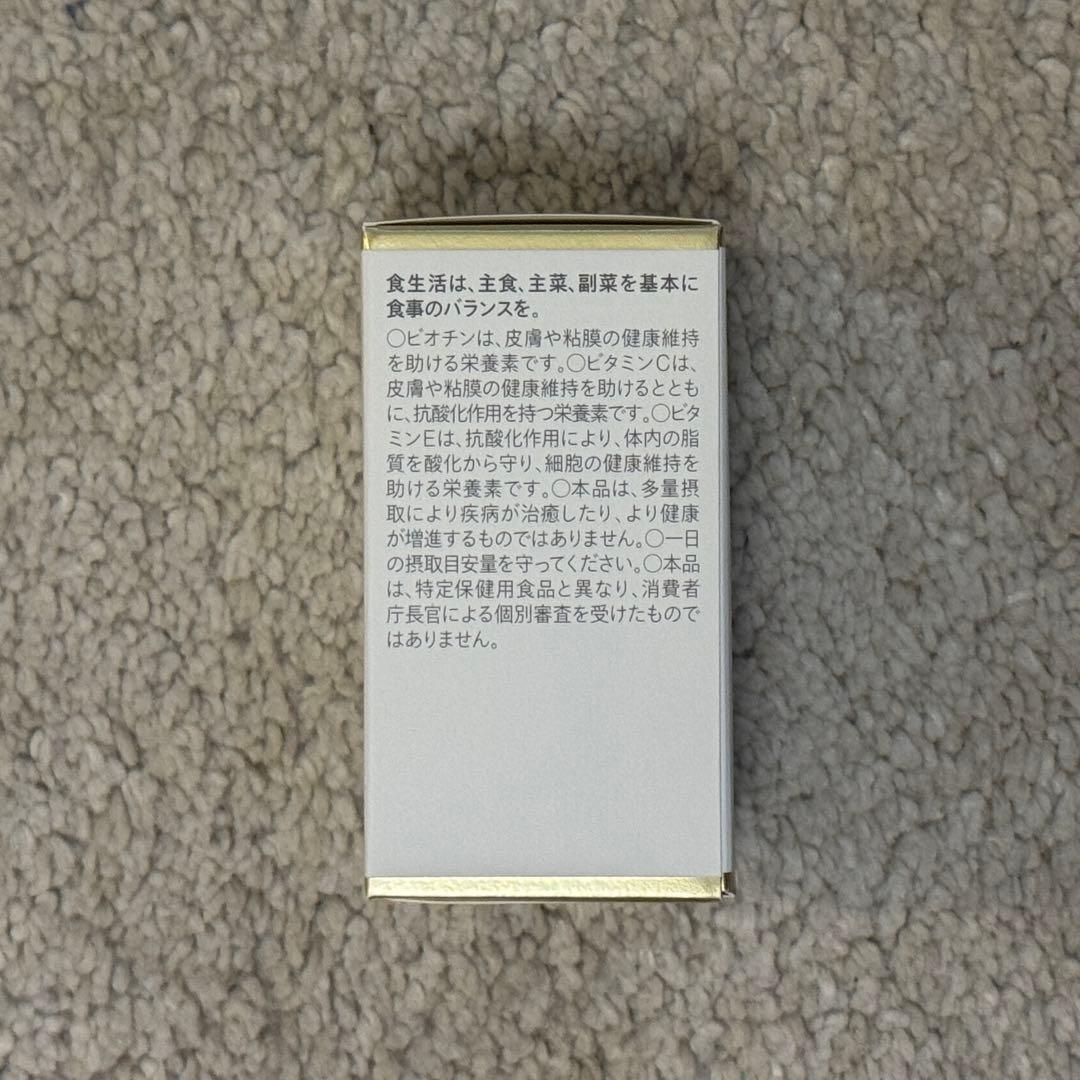 食生活は、主食、主菜、副菜を基本に
食事のバランスを。
〇ビオチンは、皮膚や粘膜の健康維持
を助ける栄養素です。〇ビタミンCは、
皮膚や粘膜の健康維持を助けるととも
に、抗酸化作用を持つ栄養素です。〇ビタ
ミンEは、抗酸化作用により、体内の脂
質を酸化から守り、細胞の健康維持を
助ける栄養素です。〇本品は、多量摂
取により疾病が治癒したり、より健康
が増進するものではありません。〇一日
の摂取目安量を守ってください。〇本品
は、特定保健用食品と異なり、消費者
庁長官による個別審査を受けたもので
はありません。